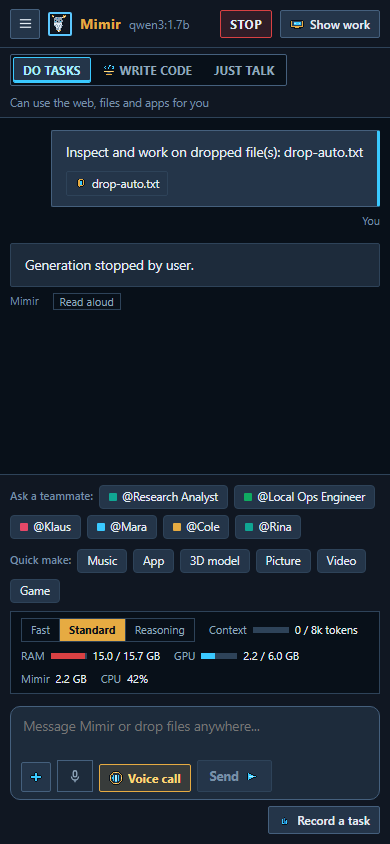 Mimir qwen3:1.7b STOP Show work
DO TASKS WRITE CODE JUST TALK
Can use the web, files and apps for you
Inspect and work on dropped file(s): drop-auto.txt
drop-auto.txt
You
Generation stopped by user.
Mimir Read aloud
Ask a teammate: @Research Analyst @Local Ops Engineer
@Klaus @Mara @Cole @Rina
Quick make: Music App 3D model Picture Video
Game
Fast Standard Reasoning Context 0 / 8k tokens
RAM 15.0 / 15.7 GB GPU 2.2 / 6.0 GB
Mimir 2.2 GB CPU 42%
Message Mimir or drop files anywhere...
Voice call Send
Record a task